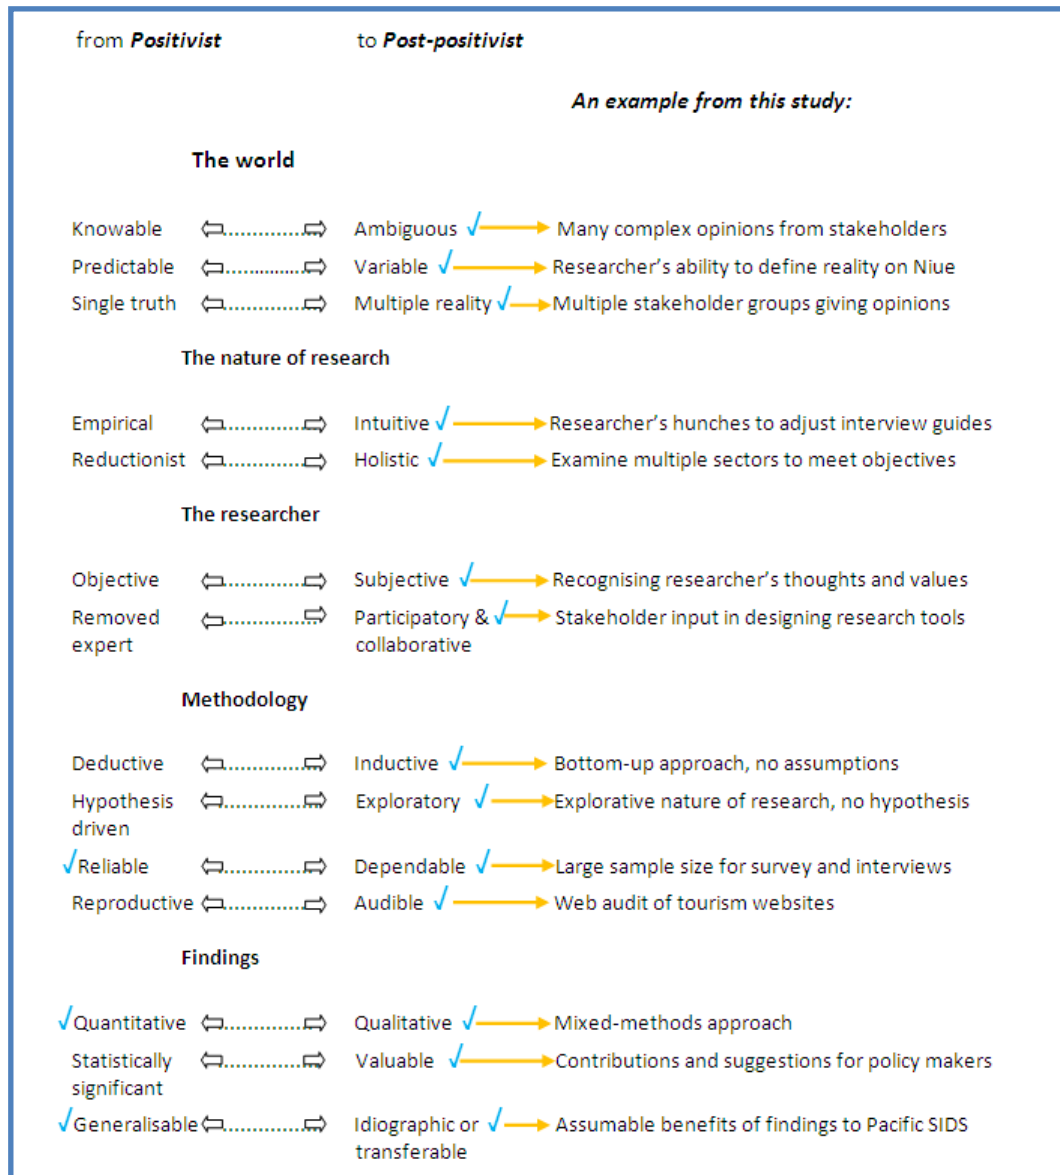 from Positivist to Post-positivist
An example from this study:
The world
Knowable Ambiguous √ Many complex opinions from stakeholders
Predictable Variable √ Researcher's ability to define reality on Niue
Single truth Multiple reality √ Multiple stakeholder groups giving opinions
The nature of research
Empirical Intuitive √ Researcher's hunches to adjust interview guides
Reductionist Holistic √ Examine multiple sectors to meet objectives
The researcher
Objective Subjective √ Recognising researcher's thoughts and values
Removed Participatory & √ Stakeholder input in designing research tools
expert collaborative
Methodology
Deductive Inductive √ Bottom-up approach, no assumptions
Hypothesis Exploratory √ Explorative nature of research, no hypothesis
driven
√Reliable Dependable √ Large sample size for survey and interviews
Reproductive Audible √ Web audit of tourism websites
Findings
√Quantitative Qualitative √ Mixed-methods approach
Statistically Valuable √ Contributions and suggestions for policy makers
significant
√Generalisable Idiographic or √ Assumable benefits of findings to Pacific SIDS
transferable